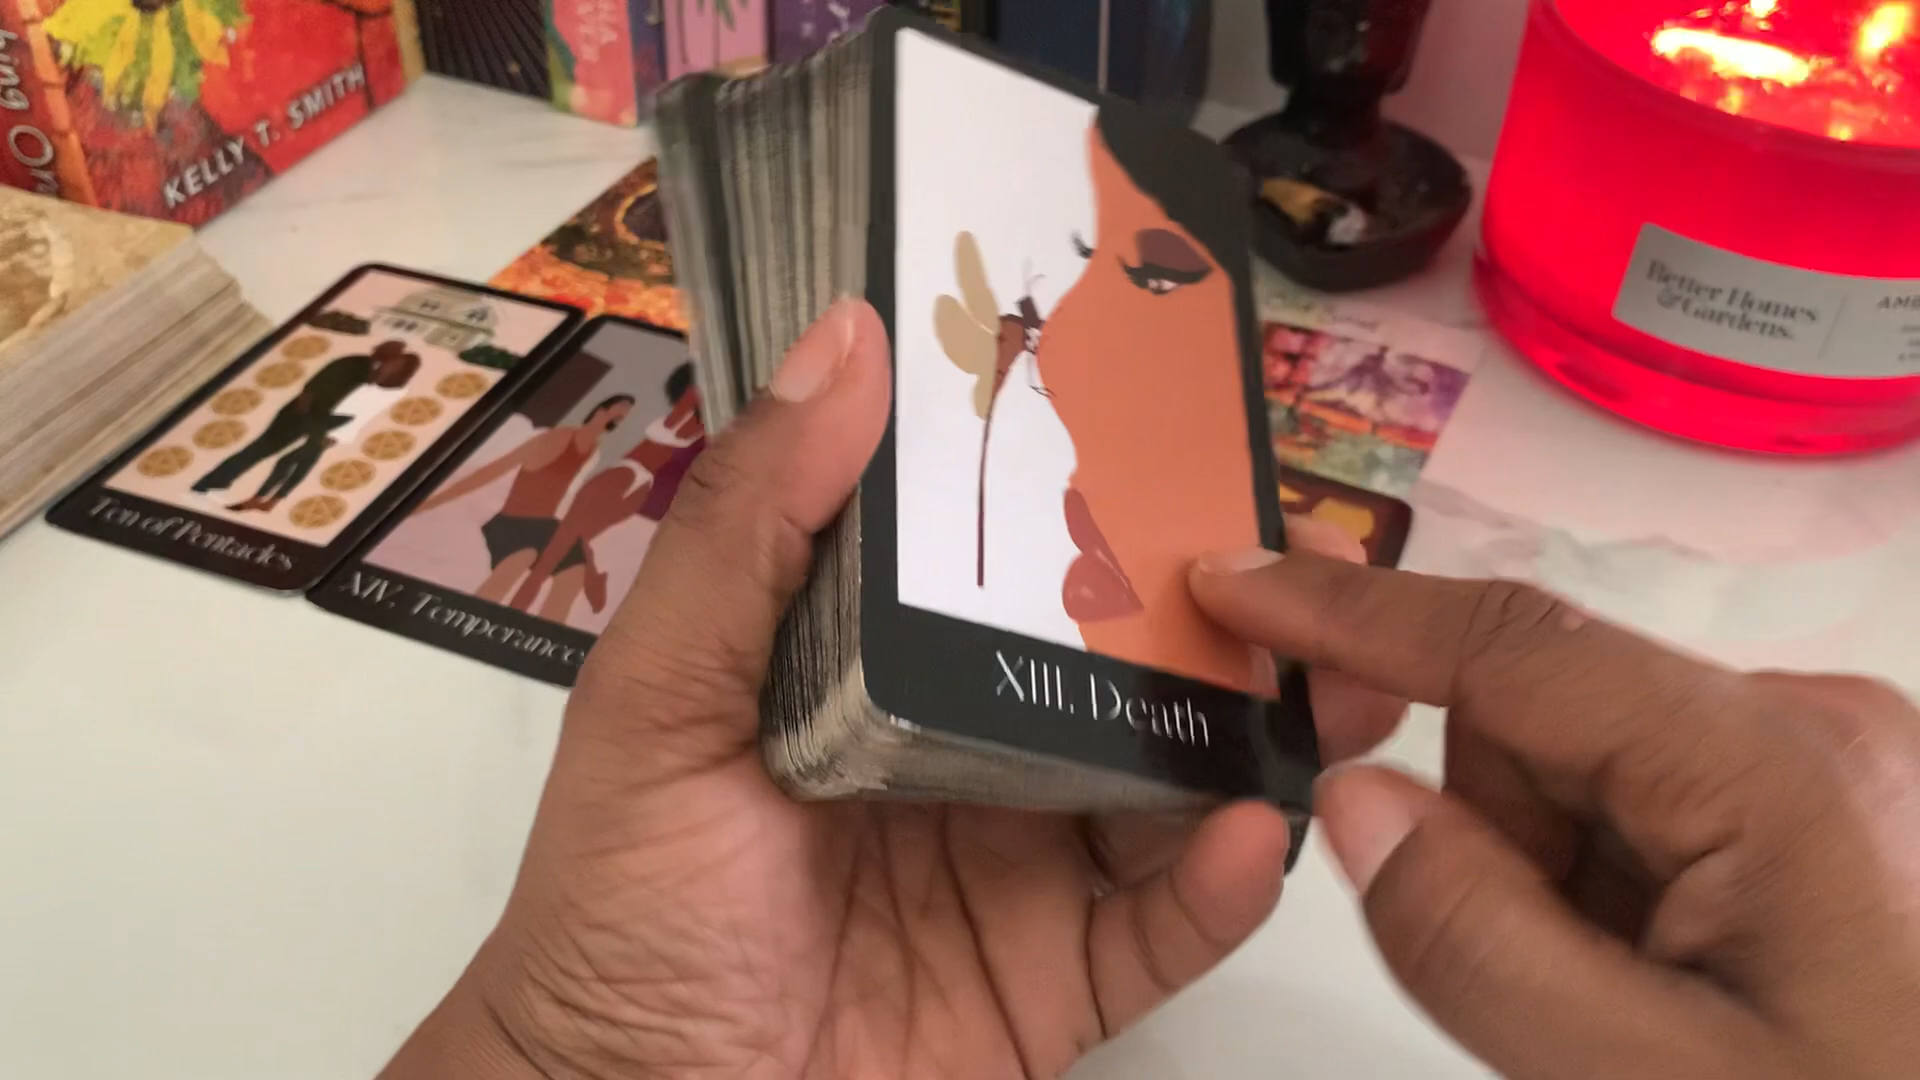 KELLY T. SMITH
Better Homes
& Gardens.
Ten of Pentacles
XIV. Temperance
XIII. Death